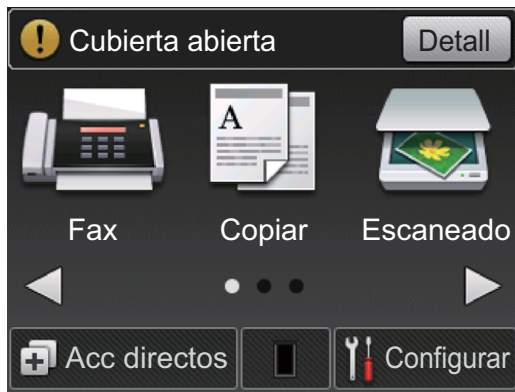 Cubierta abierta
Detall
A
Fax
Copiar
Escaneado
Acc directos
Configurar